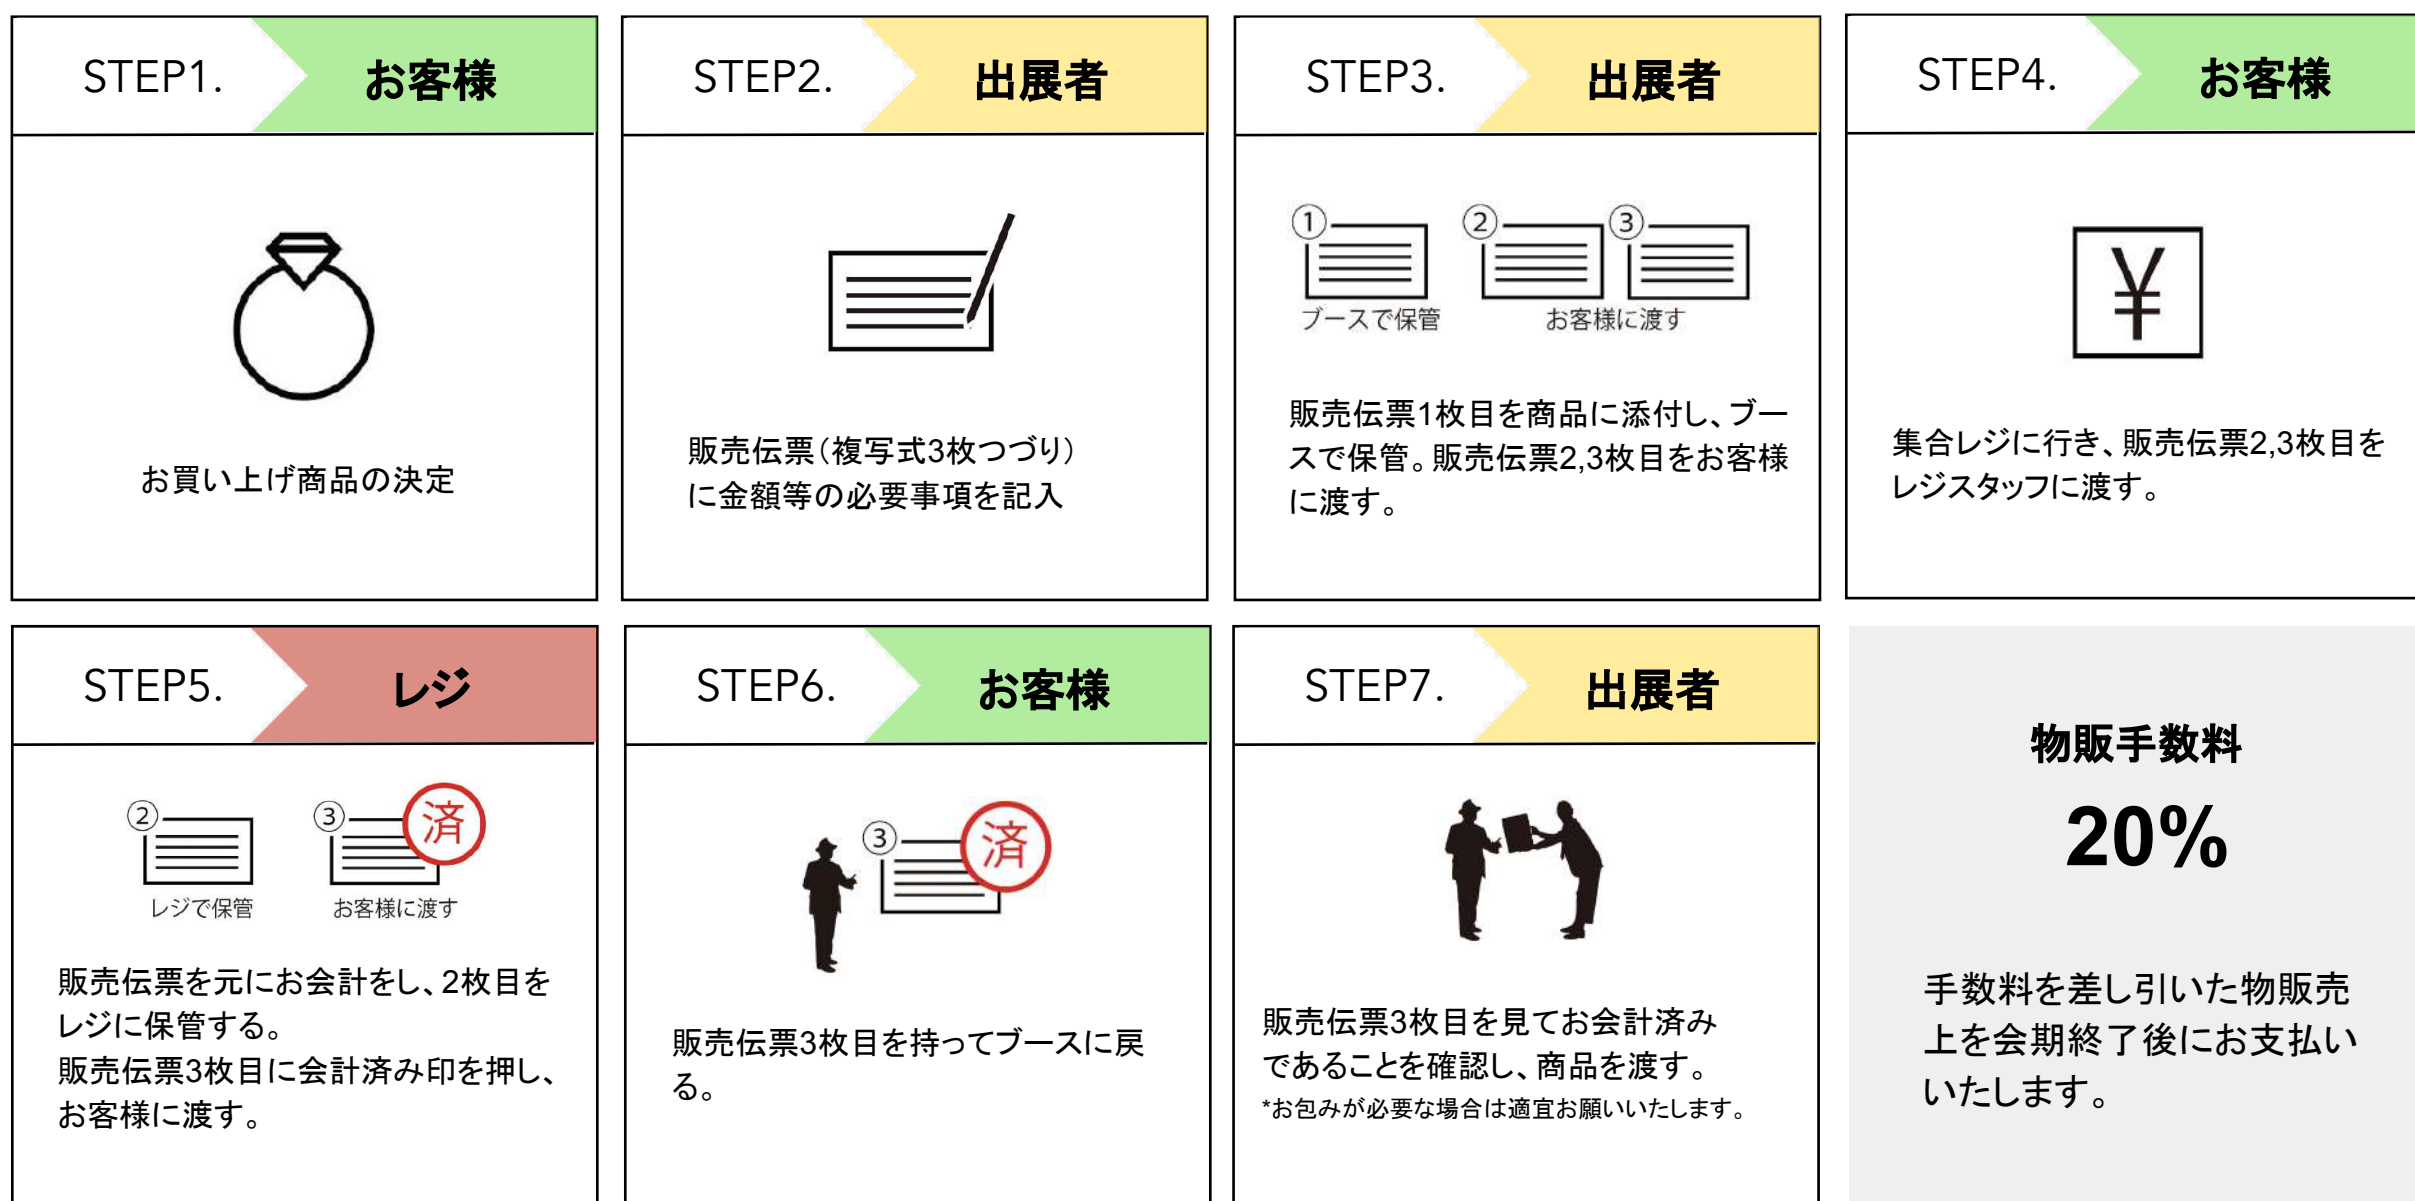 STEP1.
お客様
お買い上げ商品の決定
STEP2.
出展者
販売伝票（複写式3枚つづり）
に金額等の必要事項を記入
STEP3.
出展者
① ② ③
ブースで保管 お客様に渡す
販売伝票1枚目を商品に添付し、ブー
スで保管。販売伝票2,3枚目をお客様
に渡す。
STEP4.
お客様
¥
集合レジに行き、販売伝票2,3枚目を
レジスタッフに渡す。
STEP5.
レジ
② ③ 済
レジで保管 お客様に渡す
販売伝票を元にお会計をし、2枚目を
レジに保管する。
販売伝票3枚目に会計済み印を押し、
お客様に渡す。
STEP6.
お客様
③ 済
販売伝票3枚目を持ってブースに戻
る。
STEP7.
出展者
販売伝票3枚目を見てお会計済み
であることを確認し、商品を渡す。
*お包みが必要な場合は適宜お願いいたします。
物販手数料
20%
手数料を差し引いた物販売
上を会期終了後にお支払い
いたします。